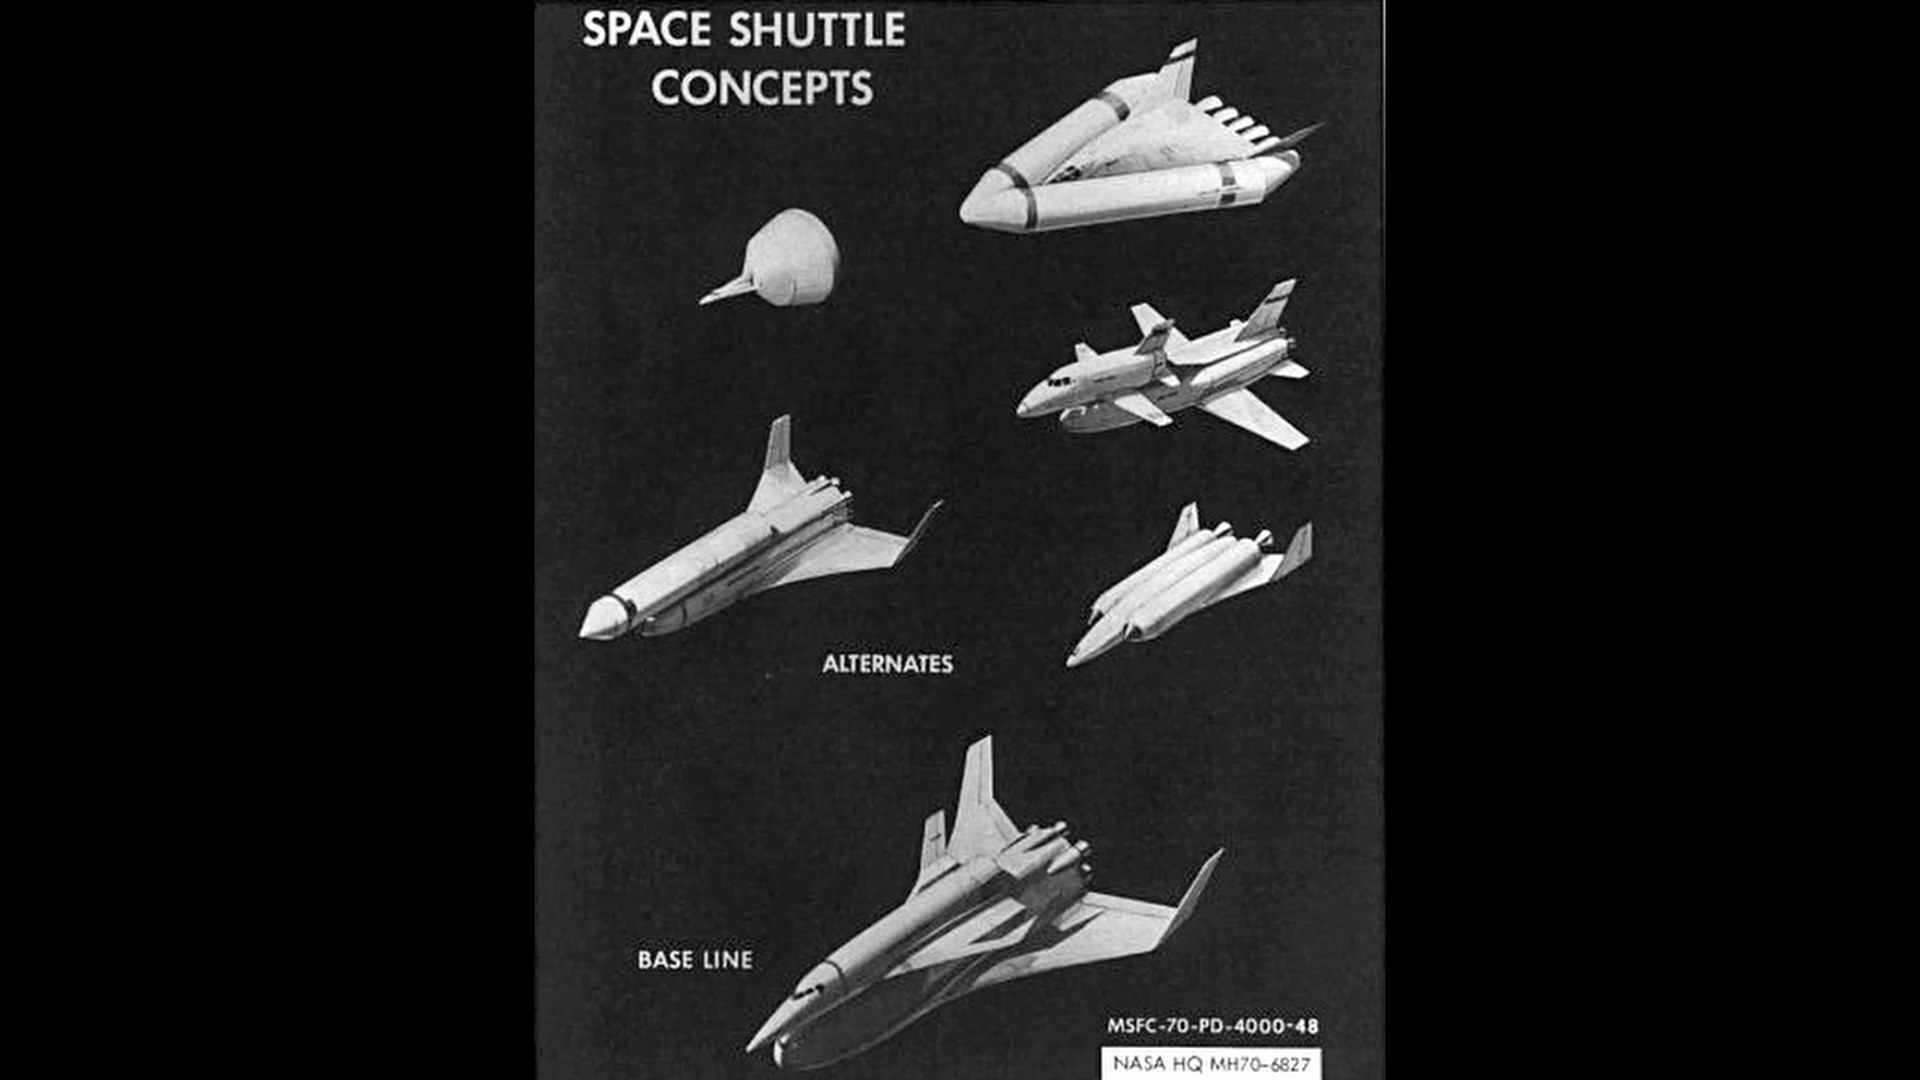 SPACE SHUTTLE
CONCEPTS
ALTERNATES
BASE LINE
MSFC-70-PD-4000-48
NASA HQ MH70-6827